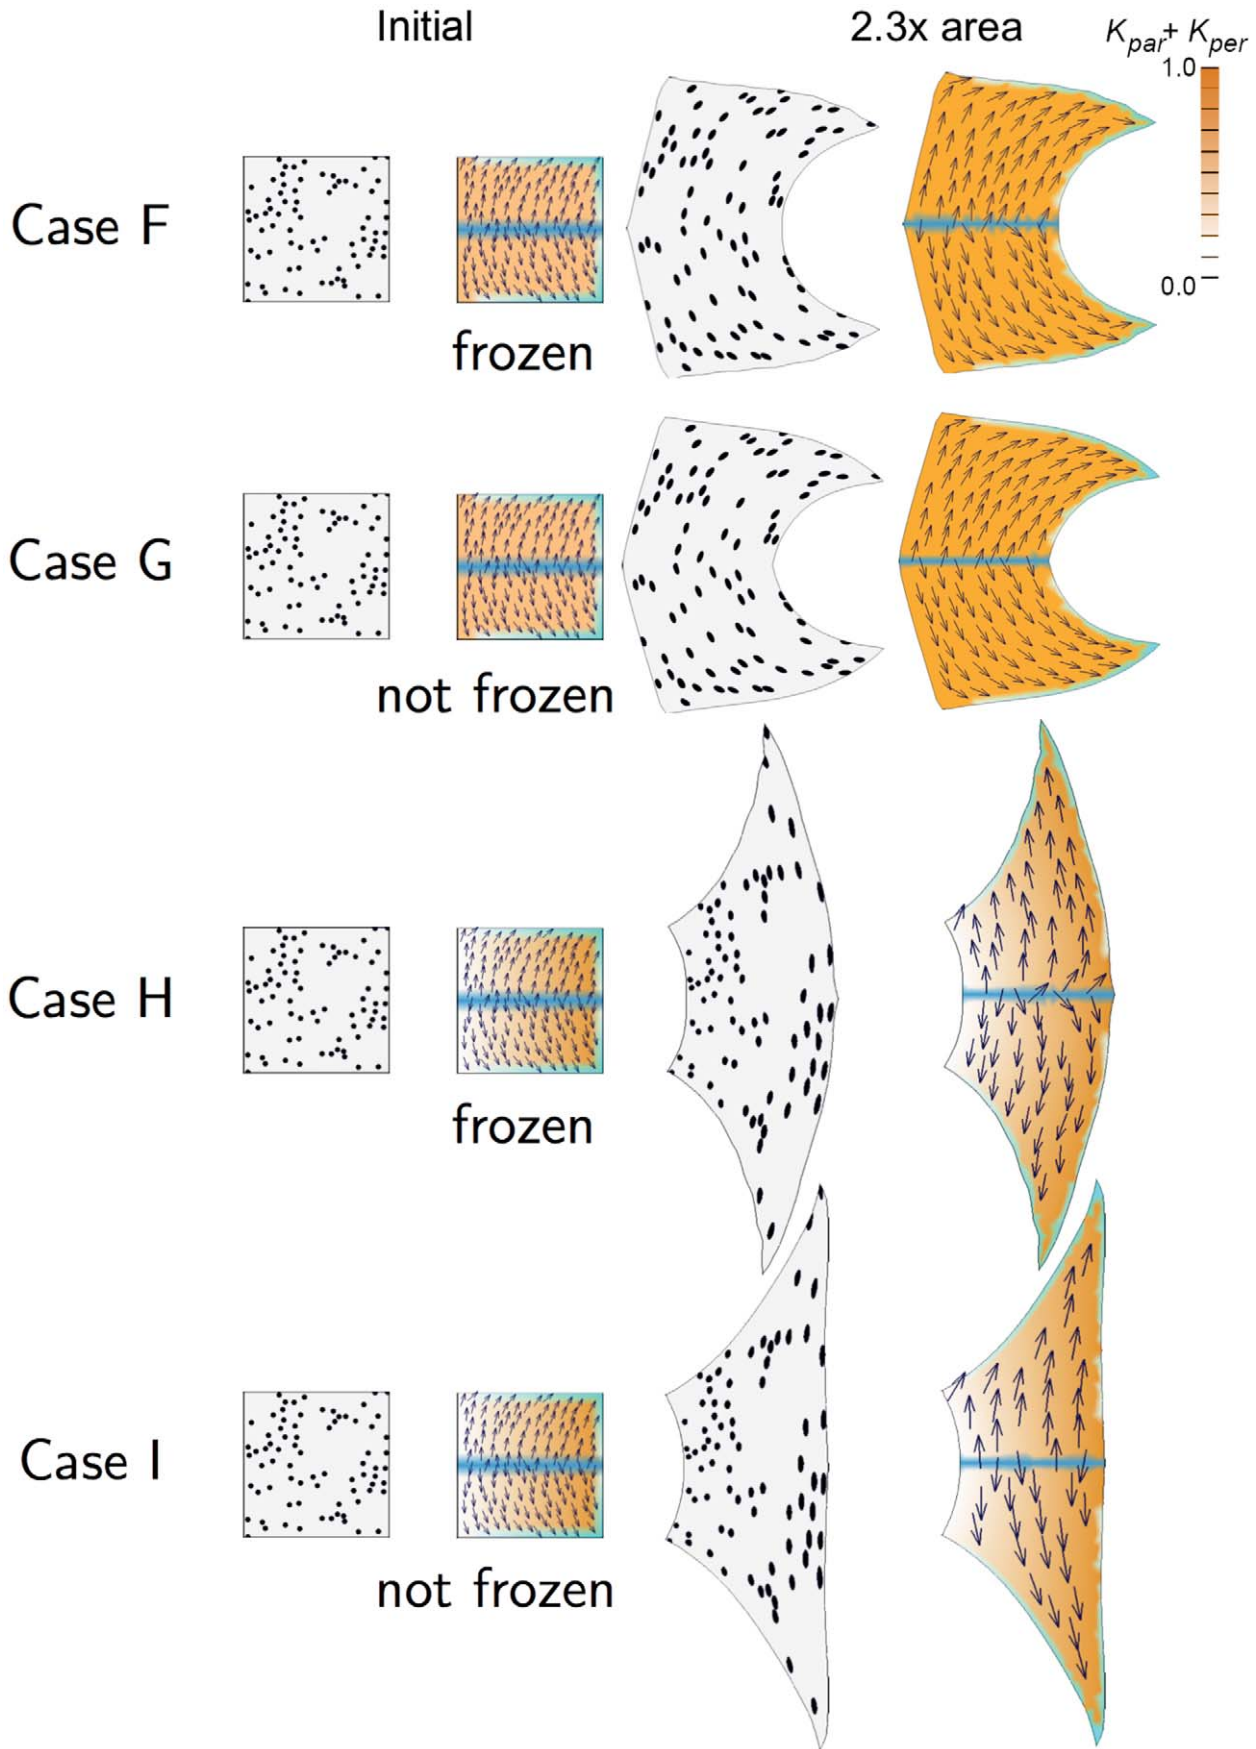 Initial 2.3x area K_par + K_per
1.0
Case F
0.0
frozen
Case G
not frozen
Case H
frozen
Case I
not frozen